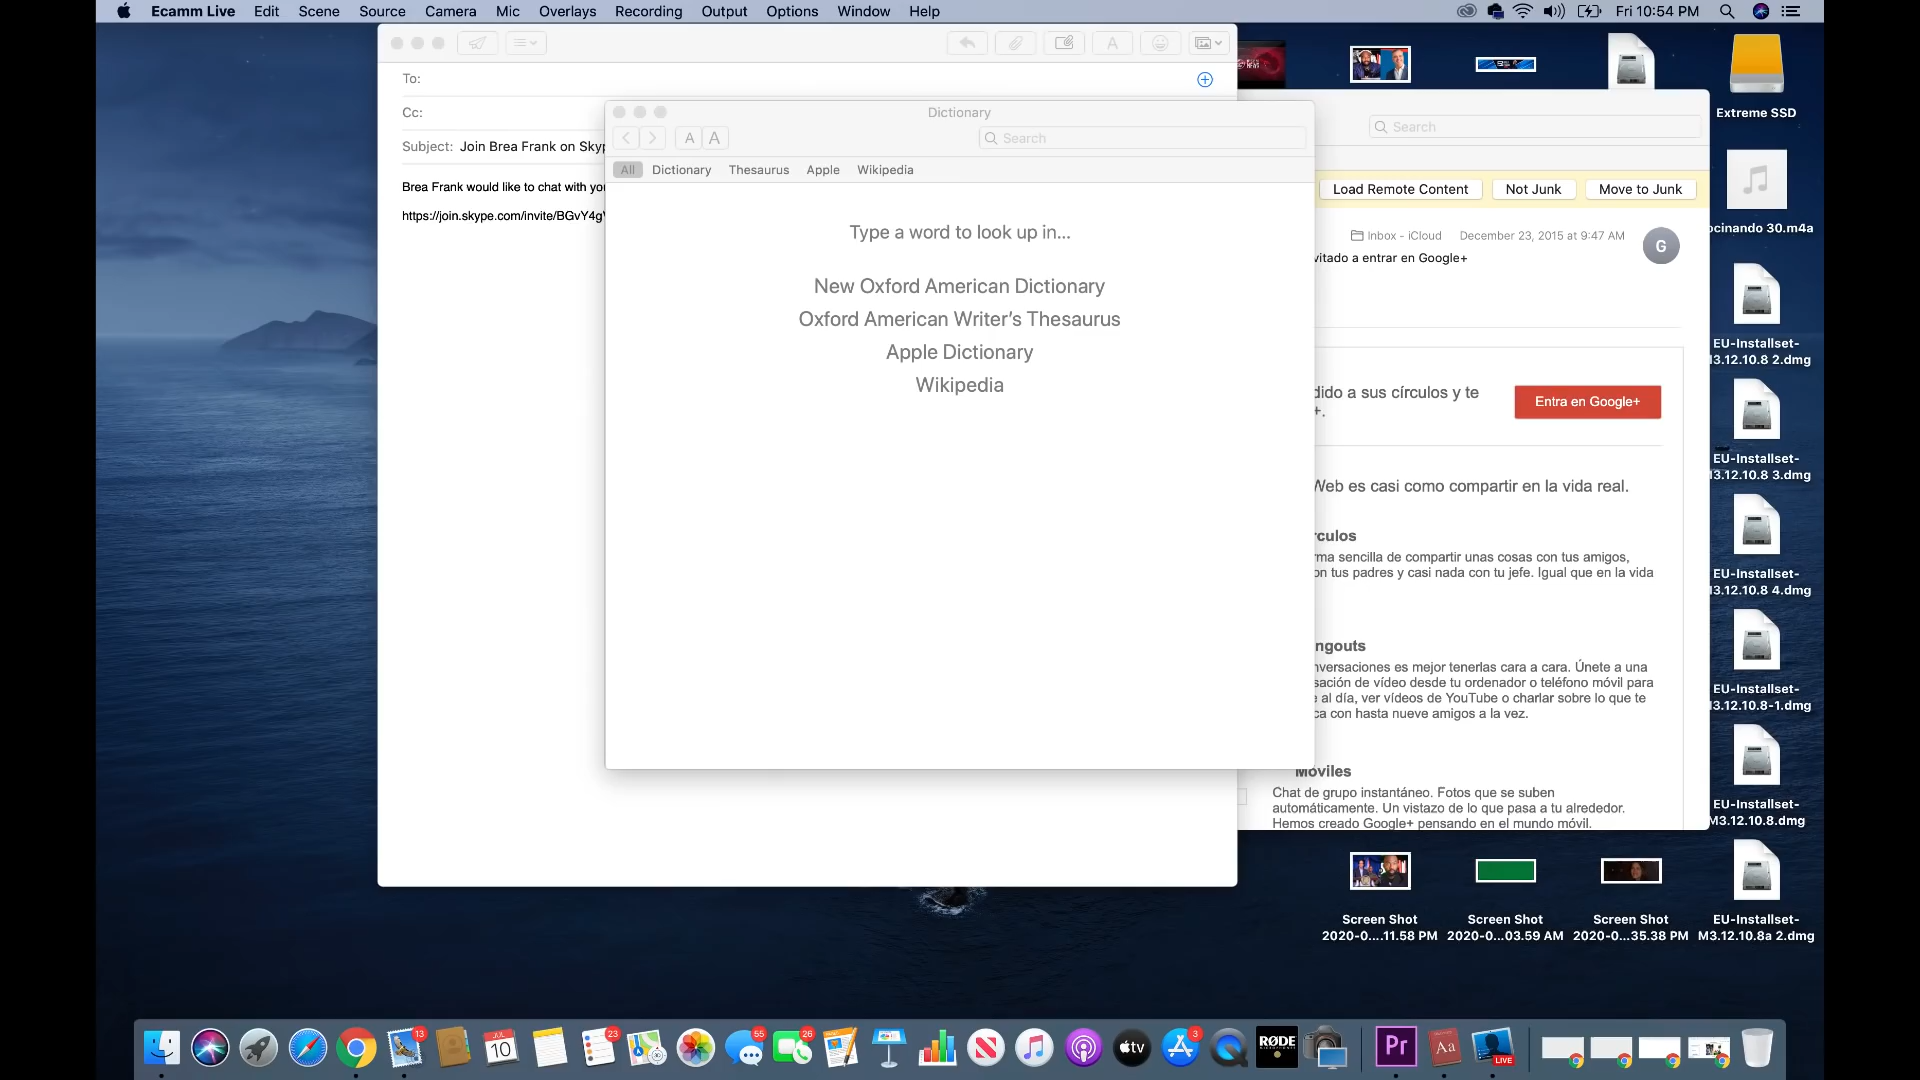 Ecamm Live Edit Scene Source Camera Mic Overlays Recording Output Options Window Help
Fri 10:54 PM
To:
Cc:
Subject: Join Brea Frank on Skyp
Brea Frank would like to chat with you
https://join.skype.com/invite/BGvY4g
Dictionary
A A
Search
All Dictionary Thesaurus Apple Wikipedia
Type a word to look up in...
New Oxford American Dictionary
Oxford American Writer's Thesaurus
Apple Dictionary
Wikipedia
Search
Load Remote Content Not Junk Move to Junk
Inbox - iCloud December 23, 2015 at 9:47 AM
G
vitado a entrar en Google+
dido a sus círculos y te
+.
Entra en Google+
Web es casi como compartir en la vida real.
rculos
rma sencilla de compartir unas cosas con tus amigos,
on tus padres y casi nada con tu jefe. Igual que en la vida
ngouts
nversaciones es mejor tenerlas cara a cara. Únete a una
sación de vídeo desde tu ordenador o teléfono móvil para
e al día, ver vídeos de YouTube o charlar sobre lo que te
ca con hasta nueve amigos a la vez.
Móviles
Chat de grupo instantáneo. Fotos que se suben
automáticamente. Un vistazo de lo que pasa a tu alrededor.
Hemos creado Google+ pensando en el mundo móvil.
Extreme SSD
ocinando 30.m4a
EU-Installset-
M3.12.10.8 2.dmg
EU-Installset-
M3.12.10.8 3.dmg
EU-Installset-
M3.12.10.8 4.dmg
EU-Installset-
M3.12.10.8-1.dmg
EU-Installset-
M3.12.10.8.dmg
Screen Shot
2020-0....11.58 PM
Screen Shot
2020-0...03.59 AM
Screen Shot
2020-0...35.38 PM
EU-Installset-
M3.12.10.8a 2.dmg
13
JUL
10
23
55
26
tv
3
RØDE
Pr
Aa
LIVE